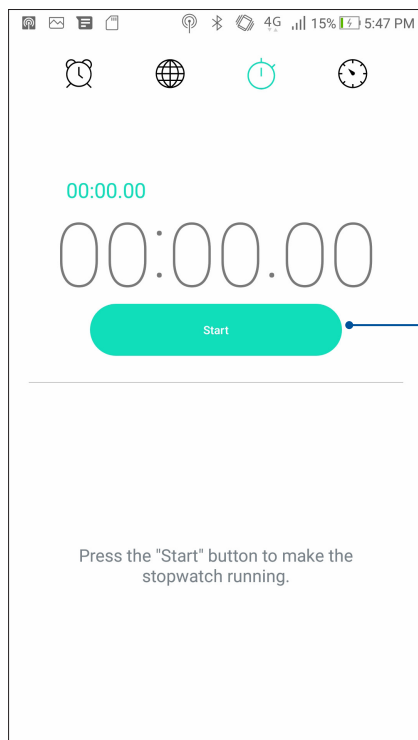 4G 15% 5:47 PM
00:00.00
00:00.00
Start
Press the "Start" button to make the
stopwatch running.